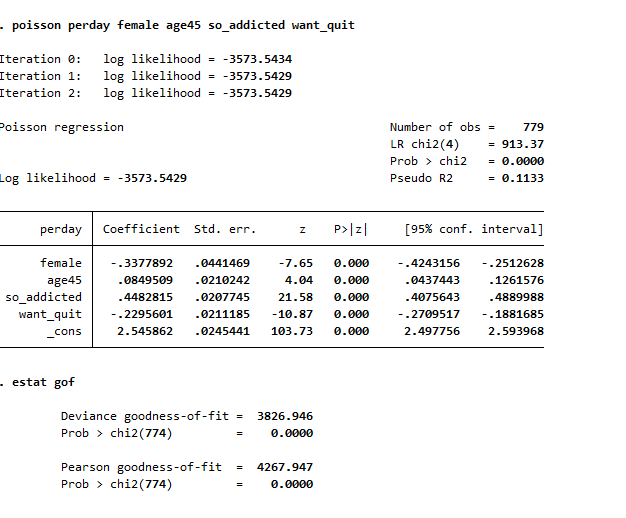 . poisson perday female age45 so_addicted want_quit
Iteration 0: log likelihood = -3573.5434
Iteration 1: log likelihood = -3573.5429
Iteration 2: log likelihood = -3573.5429
Poisson regression Number of obs = 779
LR chi2(4) = 913.37
Prob > chi2 = 0.0000
Log likelihood = -3573.5429 Pseudo R2 = 0.1133
perday Coefficient Std. err. z P>|z| [95% conf. interval]
female -.3377892 .0441469 -7.65 0.000 -.4243156 -.2512628
age45 .0849509 .0210242 4.04 0.000 .0437443 .1261576
so_addicted .4482815 .0207745 21.58 0.000 .4075643 .4889988
want_quit -.2295601 .0211185 -10.87 0.000 -.2709517 -.1881685
_cons 2.545862 .0245441 103.73 0.000 2.497756 2.593968
. estat gof
Deviance goodness-of-fit = 3826.946
Prob > chi2(774) = 0.0000
Pearson goodness-of-fit = 4267.947
Prob > chi2(774) = 0.0000